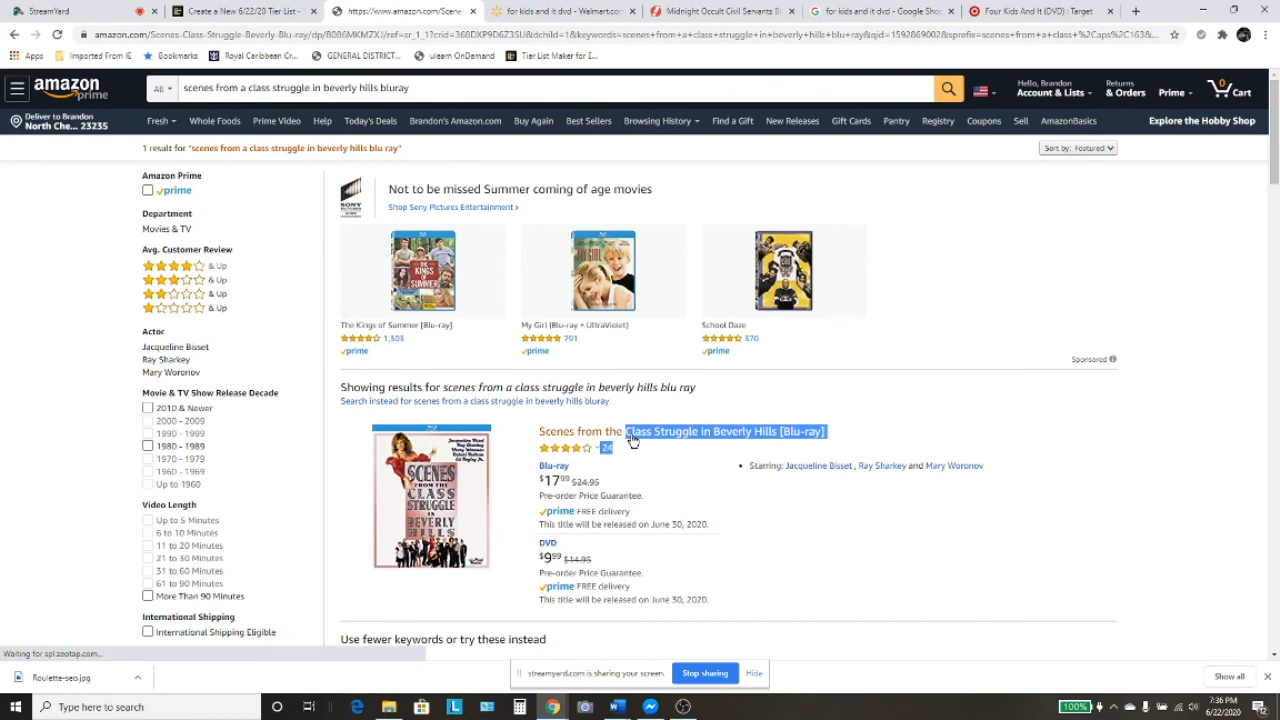 StreamYard
Create a New 6/22/20 Tier List -
https://www.amazon.com/Scene
for kids and it dvd - Walmart.co
Midnight Occult Civil Servants Bl
for kids and it dvd - Google Sho
Four Kids And It (DVD) : Target
amazon.com/Scenes-Class-Struggle-Beverly-Blu-ray/dp/B086MKMZXJ/ref=sr_1_1?crid=368DXP9D6Z3SU&dchild=1&keywords=scenes+from+a+class+struggle+in+beverly+hills+blu+ray&qid=1592869002&sprefix=scenes+from+a+class+%2Caps%2C163&...
Apps
Imported From IE
Bookmarks
Royal Caribbean Cr...
GENERAL DISTRICT...
ulearn OnDemand
Tier List Maker for E...
amazon prime
All
scenes from a class struggle in beverly hills bluray
Hello, Brandon
Account & Lists
Returns
& Orders
Prime
0
Cart
Deliver to Brandon
North Che... 23235
Fresh
Whole Foods
Prime Video
Help
Today's Deals
Brandon's Amazon.com
Buy Again
Best Sellers
Browsing History
Find a Gift
New Releases
Gift Cards
Pantry
Registry
Coupons
Sell
AmazonBasics
Explore the Hobby Shop
1 result for "scenes from a class struggle in beverly hills blu ray"
Sort by: Featured
Amazon Prime
prime
Department
Movies & TV
Avg. Customer Review
& Up
& Up
& Up
& Up
Actor
Jacqueline Bisset
Ray Sharkey
Mary Woronov
Movie & TV Show Release Decade
2010 & Newer
2000 - 2009
1990 - 1999
1980 - 1989
1970 - 1979
1960 - 1969
Up to 1960
Video Length
Up to 5 Minutes
6 to 10 Minutes
11 to 20 Minutes
21 to 30 Minutes
31 to 60 Minutes
61 to 90 Minutes
More Than 90 Minutes
International Shipping
International Shipping Eligible
SONY
Not to be missed Summer coming of age movies
Shop Sony Pictures Entertainment ›
THE KINGS OF SUMMER
MY GIRL
The Kings of Summer [Blu-ray]
1,303
prime
My Girl (Blu-ray + UltraViolet)
791
prime
School Daze
370
prime
Sponsored
Showing results for scenes from a class struggle in beverly hills blu ray
Search instead for scenes from a class struggle in beverly hills bluray
SCENES
FROM THE
CLASS
STRUGGLE
IN
BEVERLY
HILLS
Scenes from the Class Struggle in Beverly Hills [Blu-ray]
24
Blu-ray
$17⁹⁹ $24.95
Pre-order Price Guarantee.
prime FREE delivery
This title will be released on June 30, 2020.
DVD
$9⁹⁹ $14.95
Pre-order Price Guarantee.
prime FREE delivery
This title will be released on June 30, 2020.
• Starring: Jacqueline Bisset , Ray Sharkey and Mary Woronov
Use fewer keywords or try these instead
Waiting for spl.zeotap.com...
Roulette-seo.jpg
streamyard.com is sharing your screen.
Stop sharing
Hide
Show all
Type here to search
100%
7:36 PM
6/22/2020